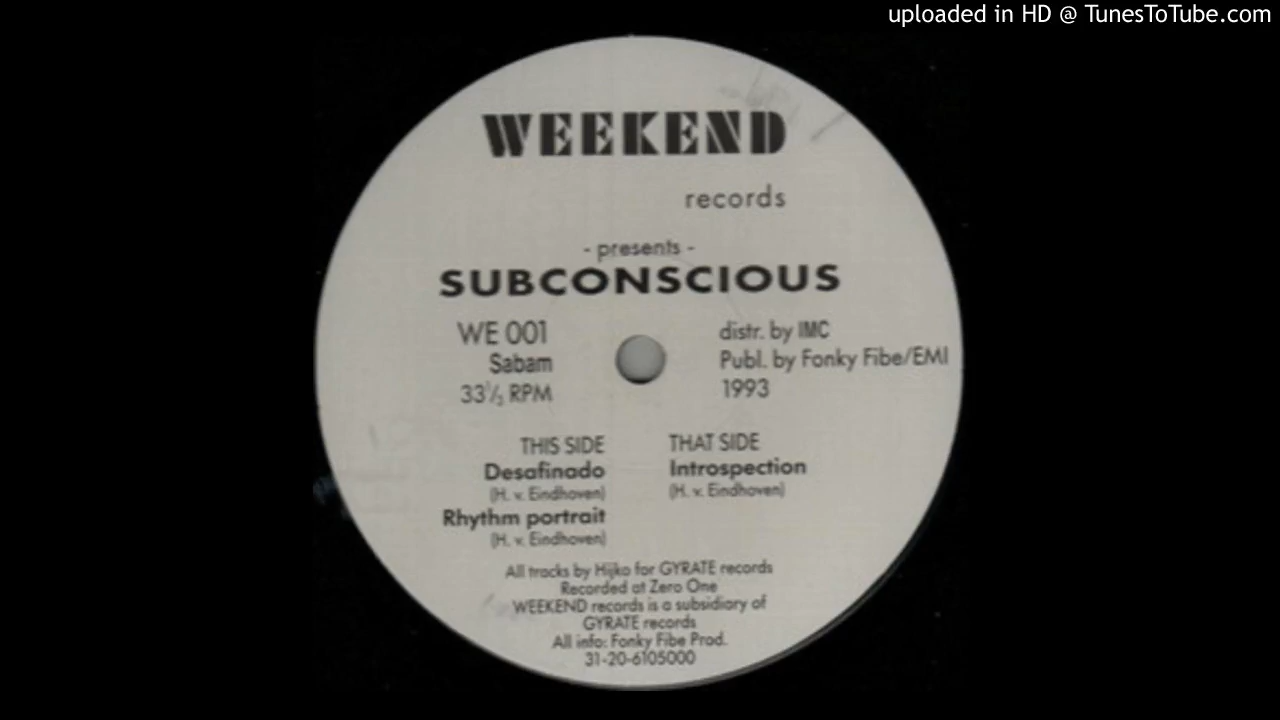 uploaded in HD @ TunesToTube.com
WEEKEND
records
- presents -
SUBCONSCIOUS
WE 001
Sabam
33⅓ RPM
distr. by IMC
Publ. by Fonky Fibe/EMI
1993
THIS SIDE
Desafinado
(H. v. Eindhoven)
Rhythm portrait
(H. v. Eindhoven)
THAT SIDE
Introspection
(H. v. Eindhoven)
All tracks by Hijko for GYRATE records
Recorded at Zero One
WEEKEND records is a subsidiary of
GYRATE records
All info: Fonky Fibe Prod.
31-20-6105000